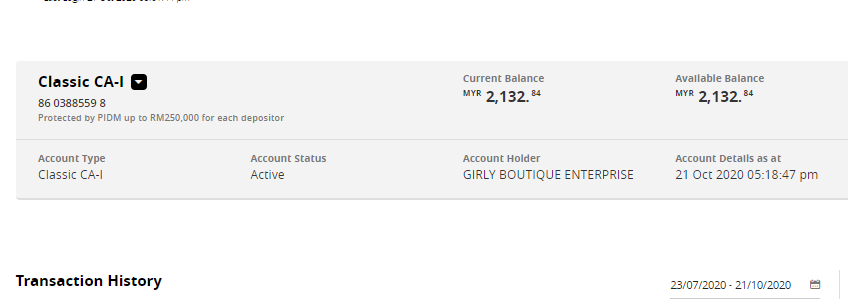 Classic CA-I
86 0388559 8
Protected by PIDM up to RM250,000 for each depositor
Current Balance
MYR 2,132.84
Available Balance
MYR 2,132.84
Account Type
Classic CA-I
Account Status
Active
Account Holder
GIRLY BOUTIQUE ENTERPRISE
Account Details as at
21 Oct 2020 05:18:47 pm
Transaction History
23/07/2020 - 21/10/2020